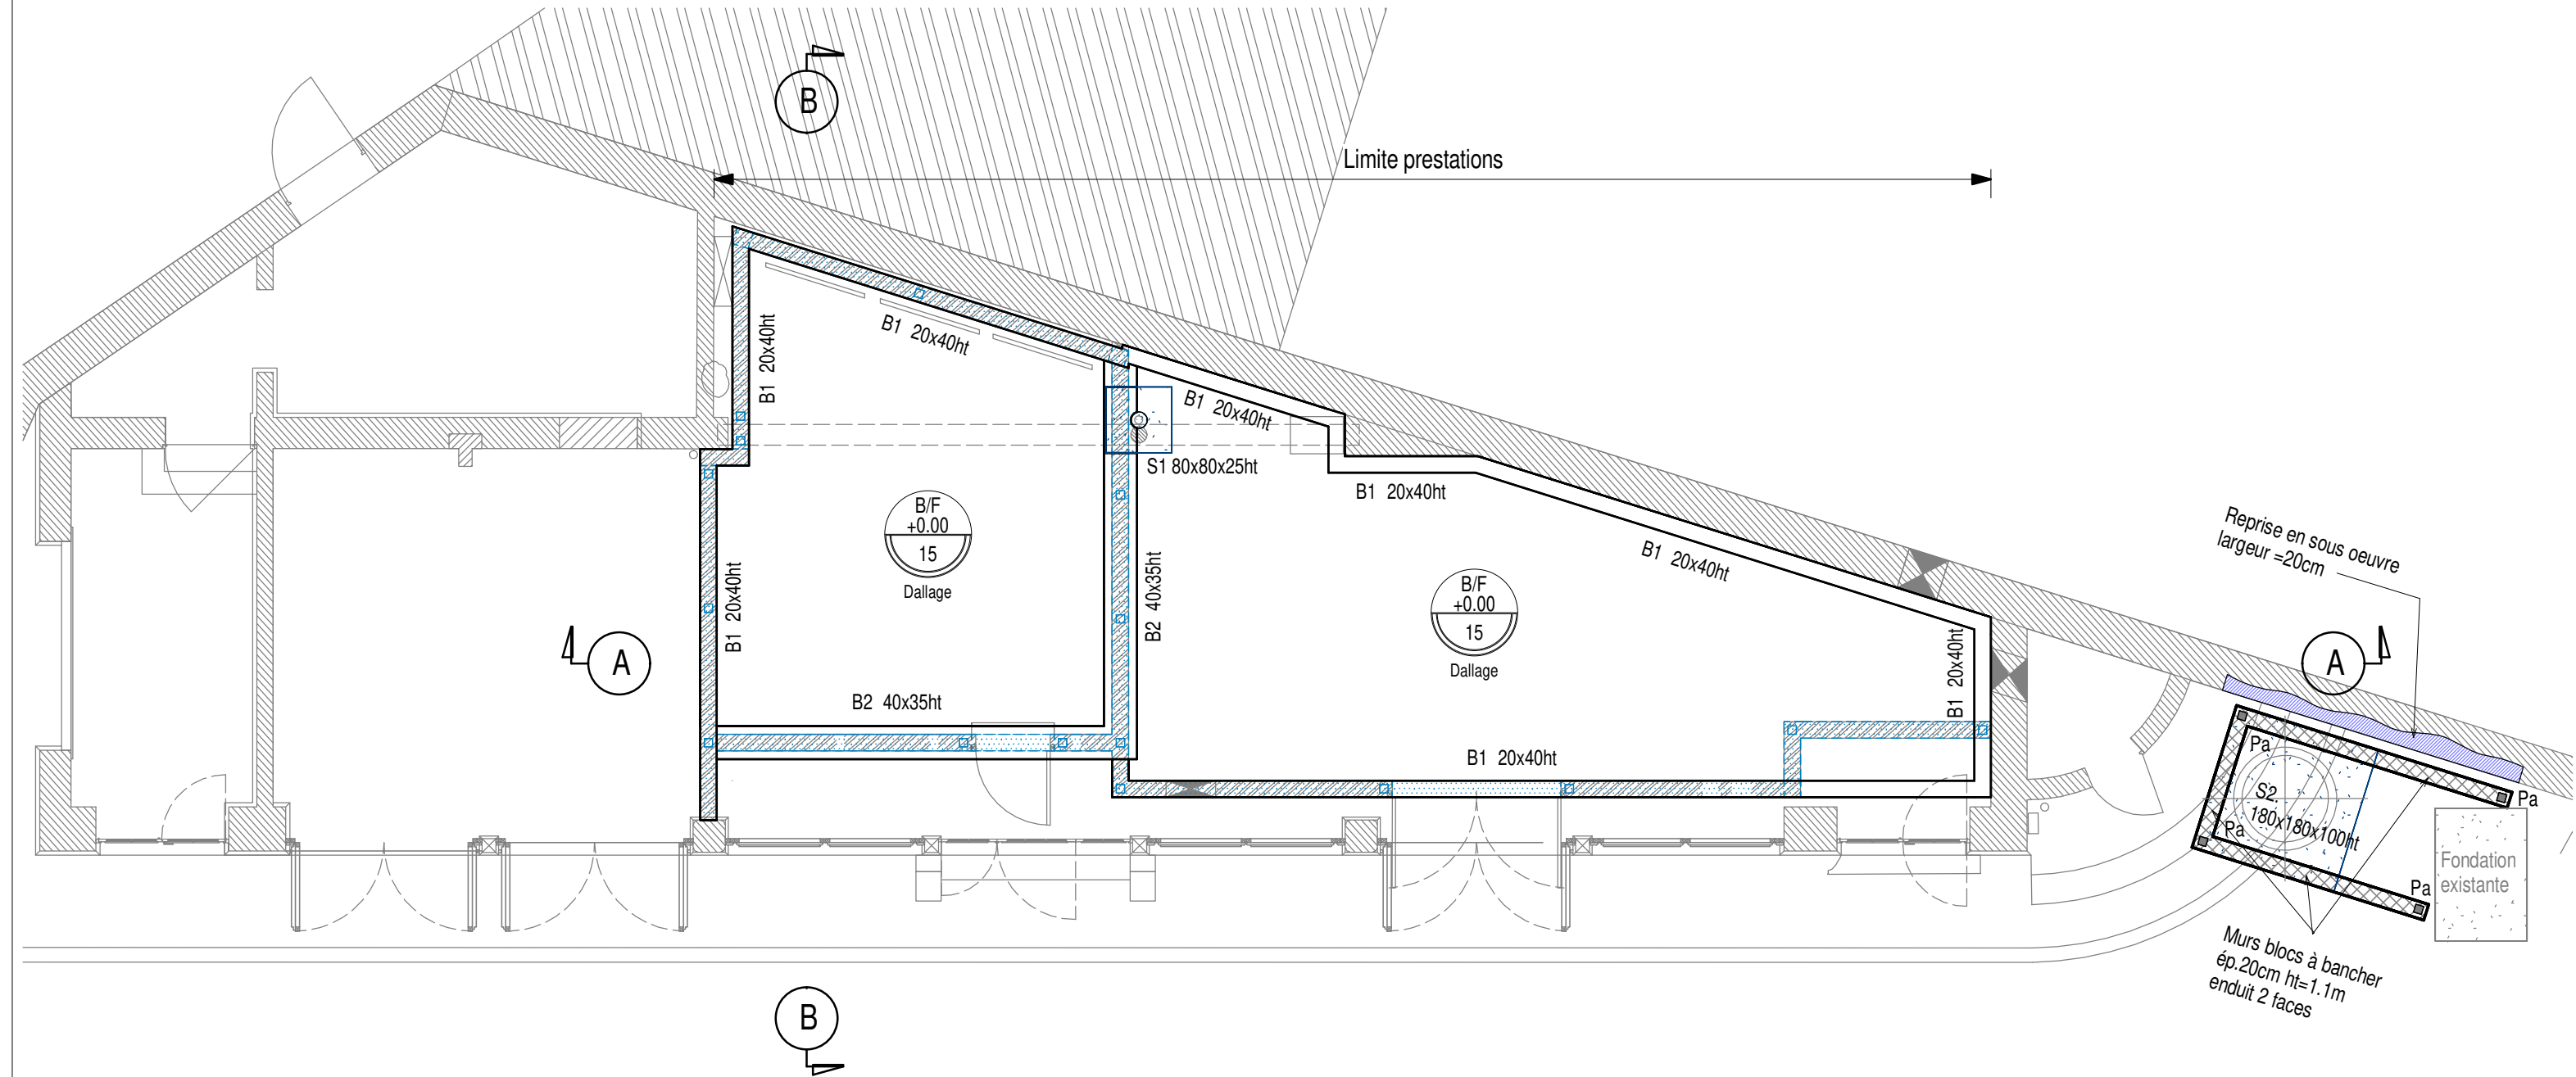 B
Limite prestations
B1 20x40ht
B1 20x40ht
B1 20x40ht
S1 80x80x25ht
B1 20x40ht
B/F
+0.00
15
Dallage
B1 20x40ht
B2 40x35ht
B/F
+0.00
15
Dallage
B1 20x40ht
B1 20x40ht
A
B2 40x35ht
B1 20x40ht
Reprise en sous oeuvre
largeur =20cm
A
Pa
S2.
180x180x100ht
Pa
Pa
Pa
Fondation
existante
Murs blocs à bancher
ép.20cm ht=1.1m
enduit 2 faces
B